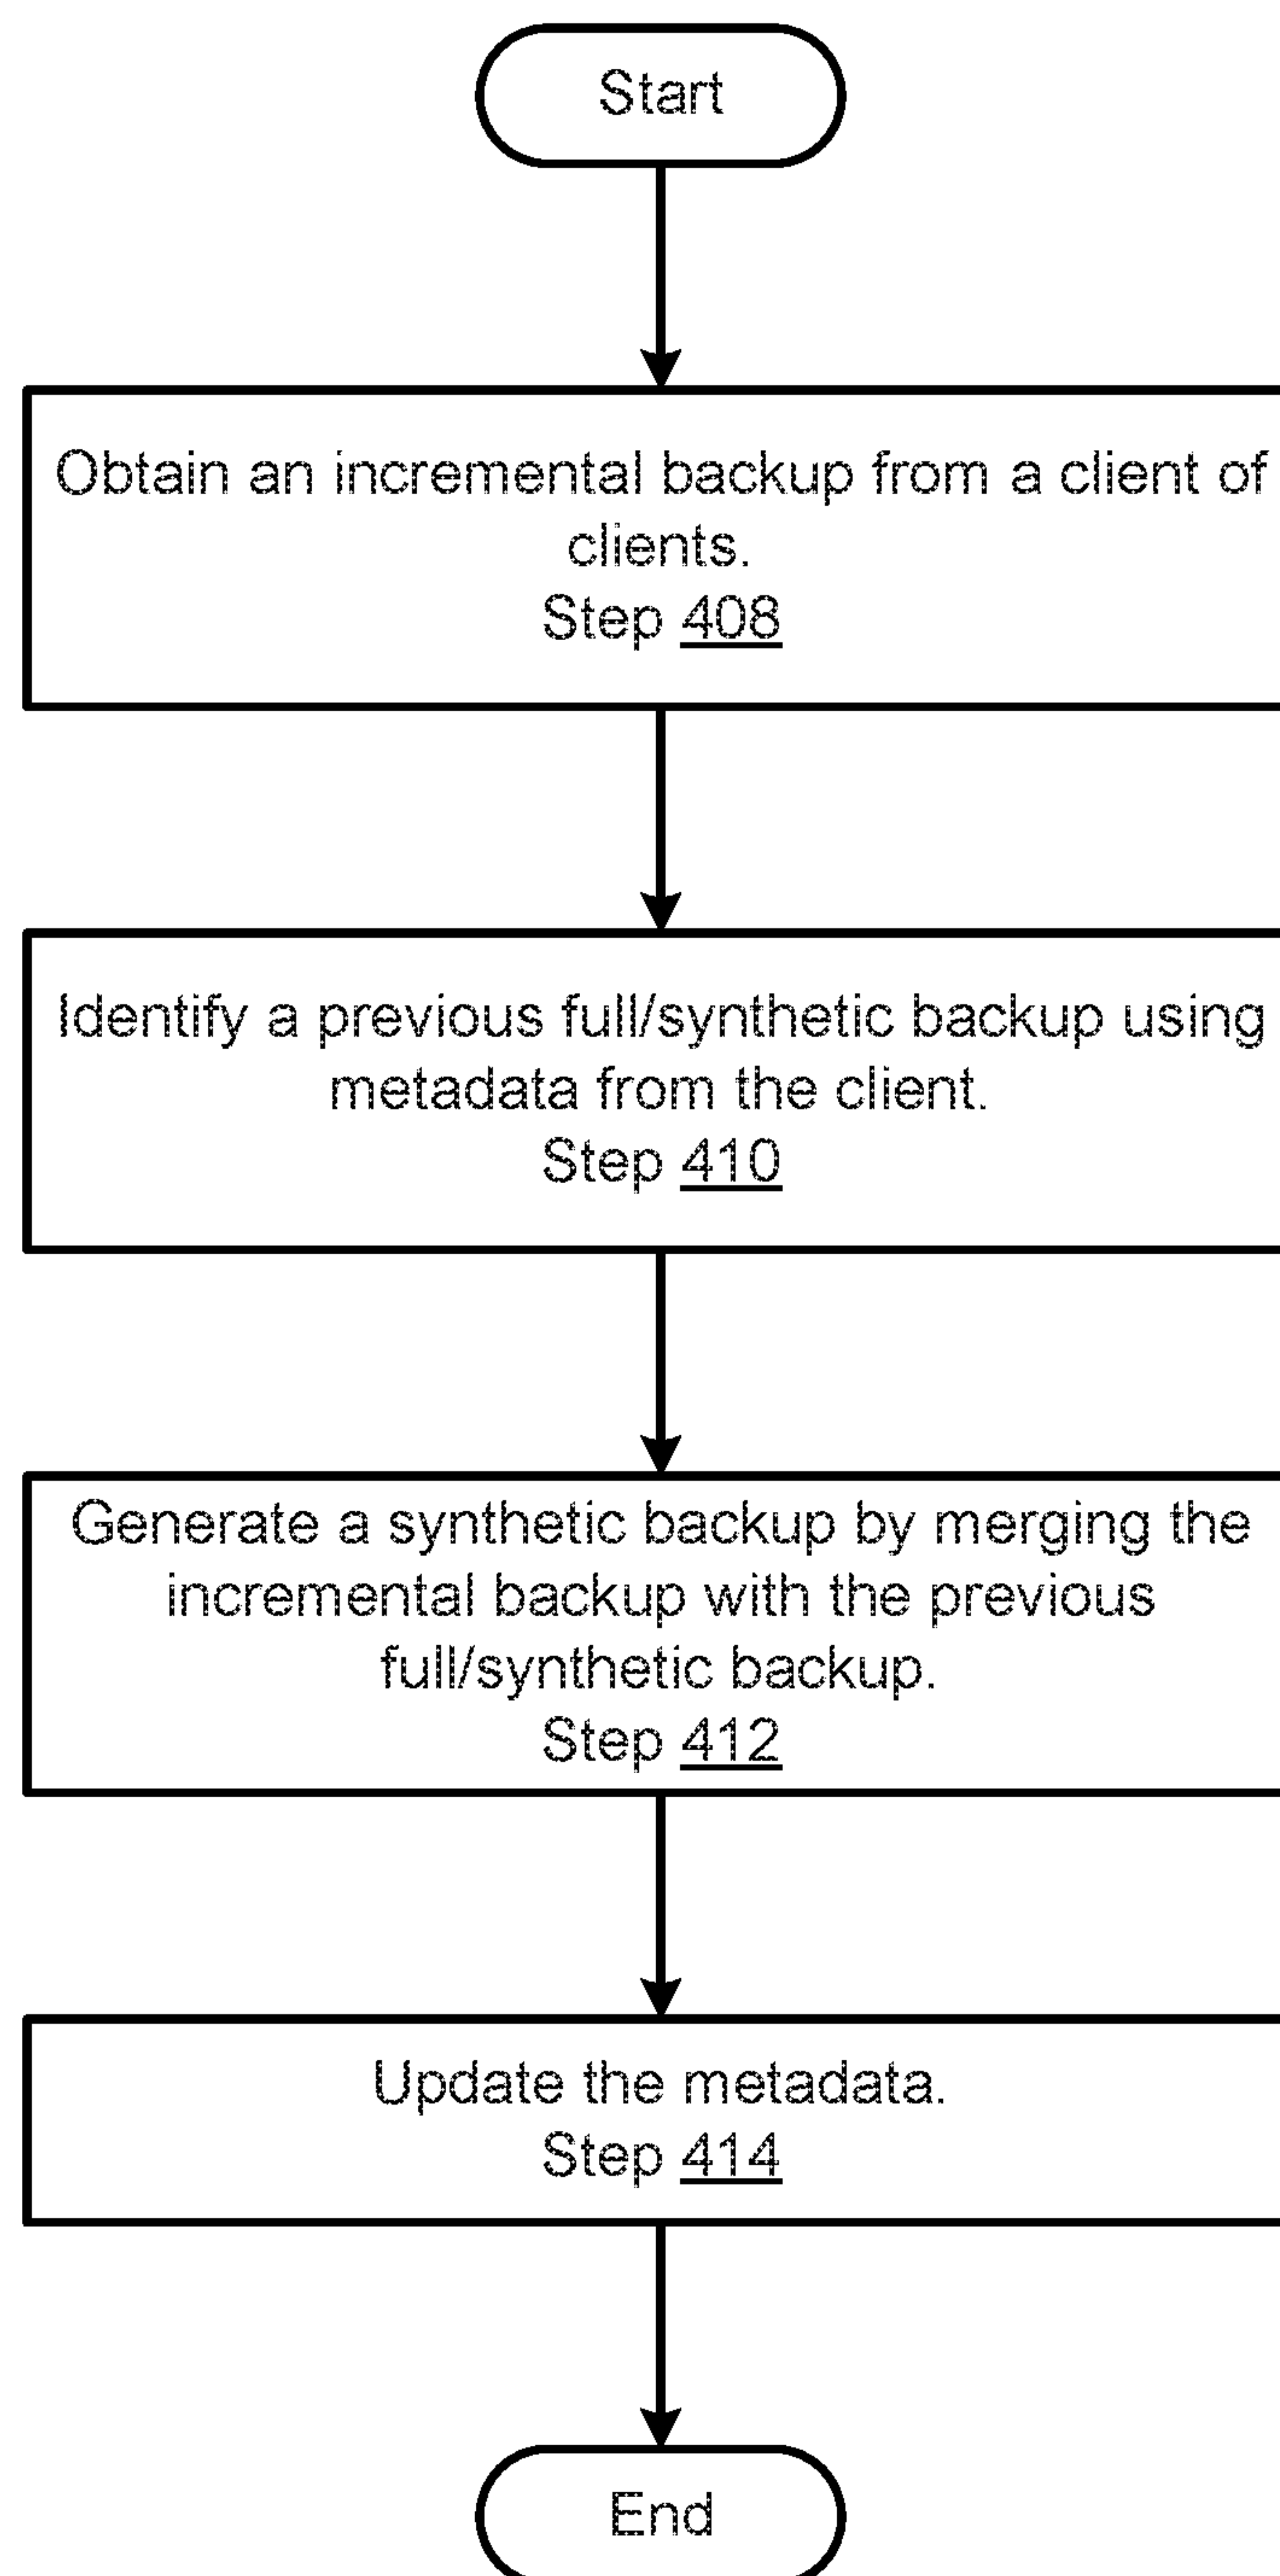 Start
Obtain an incremental backup from a client of
clients.
Step 408
Identify a previous full/synthetic backup using
metadata from the client.
Step 410
Generate a synthetic backup by merging the
incremental backup with the previous
full/synthetic backup.
Step 412
Update the metadata.
Step 414
End